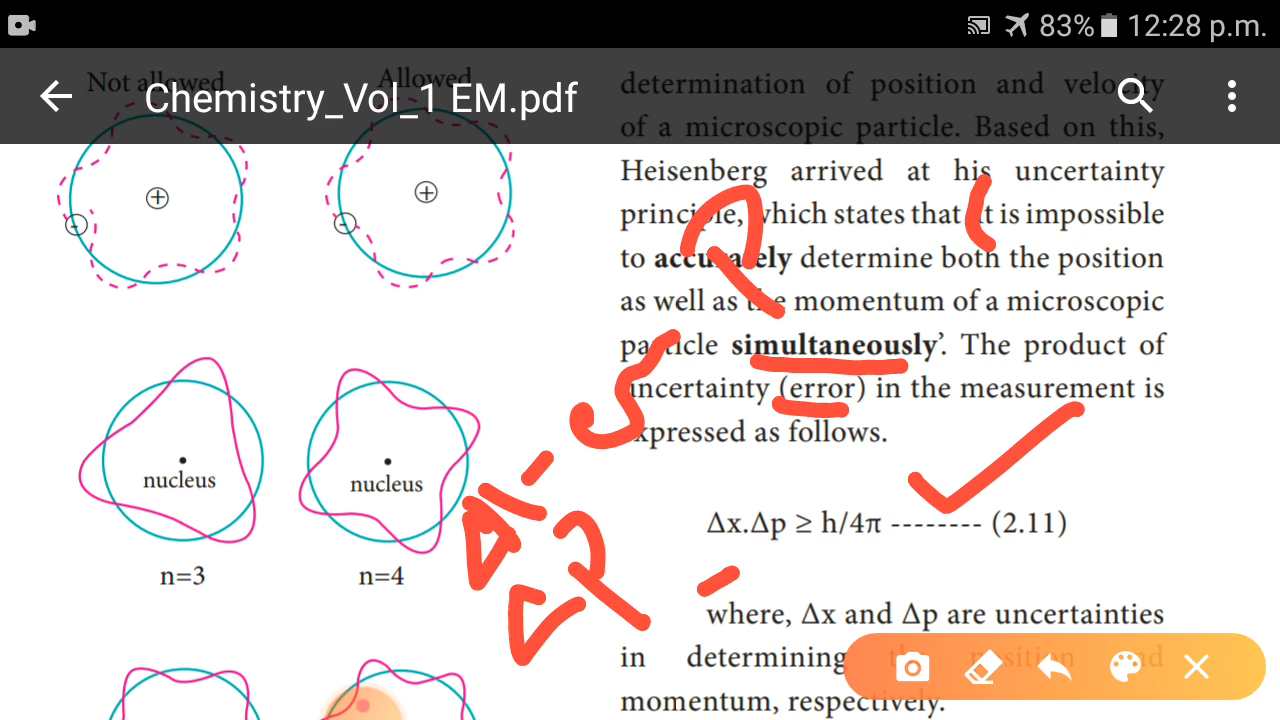 83% 12:28 p.m.
Chemistry_Vol_1 EM.pdf
Not allowed
Allowed
+
+
-
-
nucleus
nucleus
n=3
n=4
determination of position and velocity
of a microscopic particle. Based on this,
Heisenberg arrived at his uncertainty
principle, which states that it is impossible
to accurately determine both the position
as well as the momentum of a microscopic
particle simultaneously’. The product of
uncertainty (error) in the measurement is
expressed as follows.
Δx.Δp ≥ h/4π -------- (2.11)
where, Δx and Δp are uncertainties
in determining the position and
momentum, respectively.